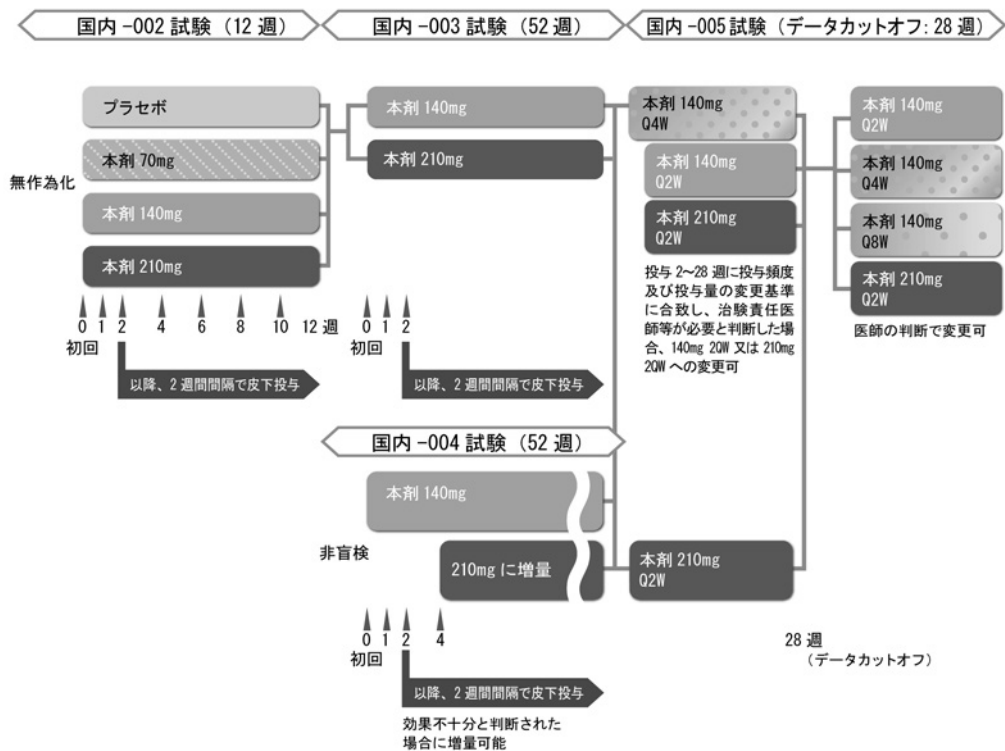 国内 -002 試験（12 週）
国内 -003 試験（52 週）
国内 -005 試験（データカットオフ: 28 週）
無作為化
プラセボ
本剤 70mg
本剤 140mg
本剤 210mg
0 1 2 4 6 8 10 12 週
初回
以降、2 週間間隔で皮下投与
本剤 140mg
本剤 210mg
0 1 2
初回
以降、2 週間間隔で皮下投与
本剤 140mg
Q4W
本剤 140mg
Q2W
本剤 210mg
Q2W
投与 2～28 週に投与頻度
及び投与量の変更基準
に合致し、治験責任医
師等が必要と判断した場
合、140mg 2QW 又は 210mg
2QW への変更可
本剤 140mg
Q2W
本剤 140mg
Q4W
本剤 140mg
Q8W
本剤 210mg
Q2W
医師の判断で変更可
国内 -004 試験（52 週）
非盲検
本剤 140mg
210mg に増量
0 1 2 4
初回
以降、2 週間間隔で皮下投与
効果不十分と判断された
場合に増量可能
本剤 210mg
Q2W
28 週
（データカットオフ）